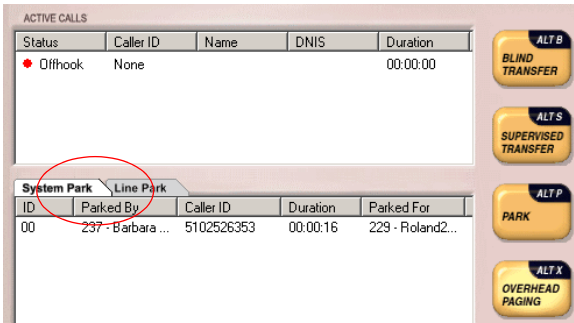 ACTIVE CALLS
Status Caller ID Name DNIS Duration
Offhook None 00:00:00
System Park Line Park
ID Parked By Caller ID Duration Parked For
00 237 - Barbara ... 5102526353 00:00:16 229 - Roland2...
ALT B
BLIND
TRANSFER
ALT S
SUPERVISED
TRANSFER
ALT P
PARK
ALT X
OVERHEAD
PAGING